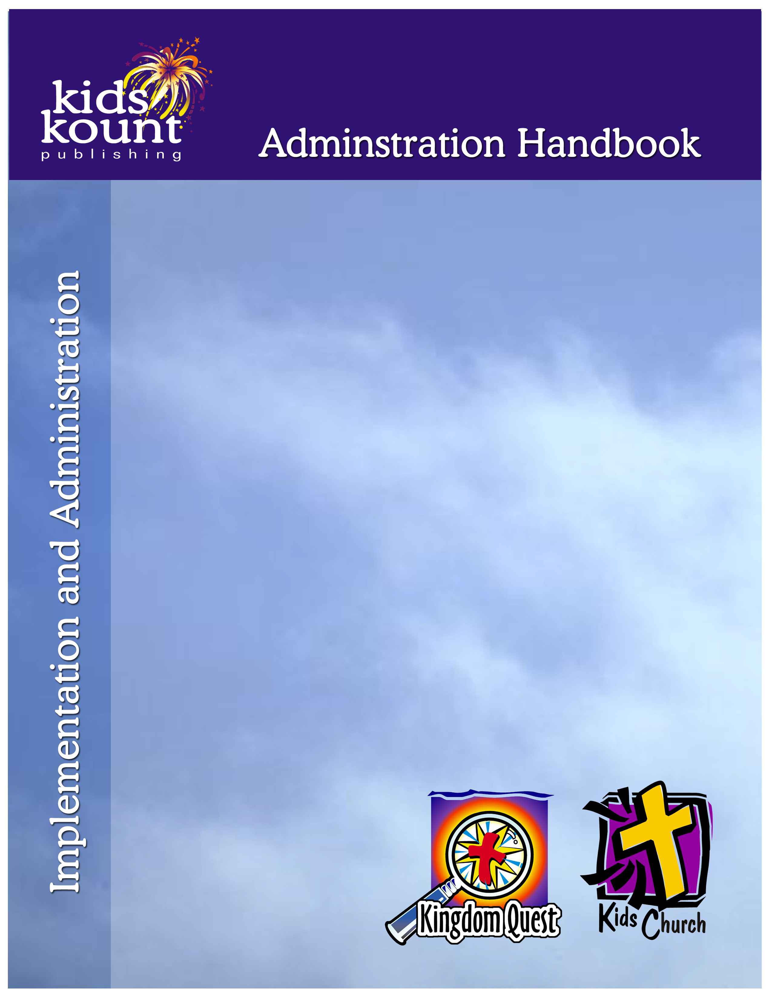 kids
kount
publishing
Adminstration Handbook
Implementation and Administration
Kingdom Quest
Kids Church